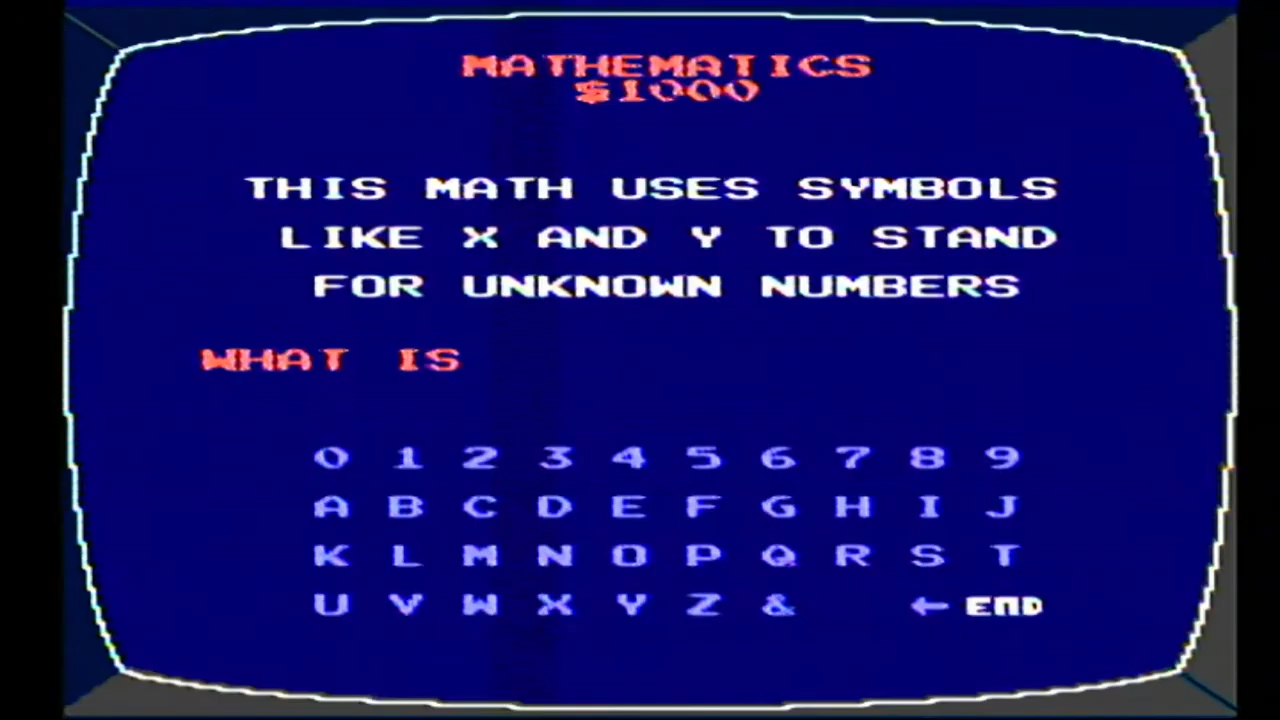 MATHEMATICS
$1000
THIS MATH USES SYMBOLS
LIKE X AND Y TO STAND
FOR UNKNOWN NUMBERS
WHAT IS
0 1 2 3 4 5 6 7 8 9
A B C D E F G H I J
K L M N O P Q R S T
U V W X Y Z & ← END